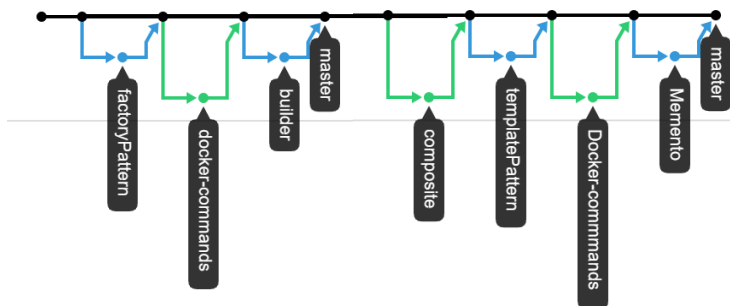 factoryPattern
docker-commands
builder
master
composite
templatePattern
Docker-commmands
Memento
master